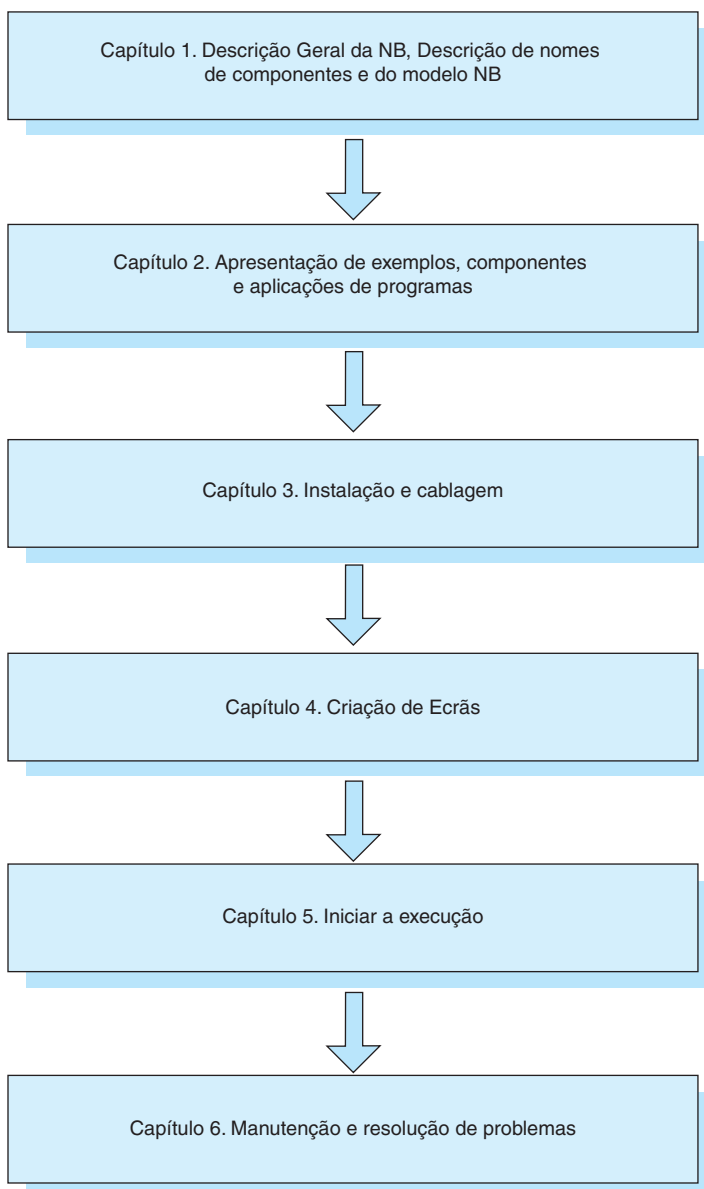 Capítulo 1. Descrição Geral da NB, Descrição de nomes
de componentes e do modelo NB
Capítulo 2. Apresentação de exemplos, componentes
e aplicações de programas
Capítulo 3. Instalação e cablagem
Capítulo 4. Criação de Ecrãs
Capítulo 5. Iniciar a execução
Capítulo 6. Manutenção e resolução de problemas